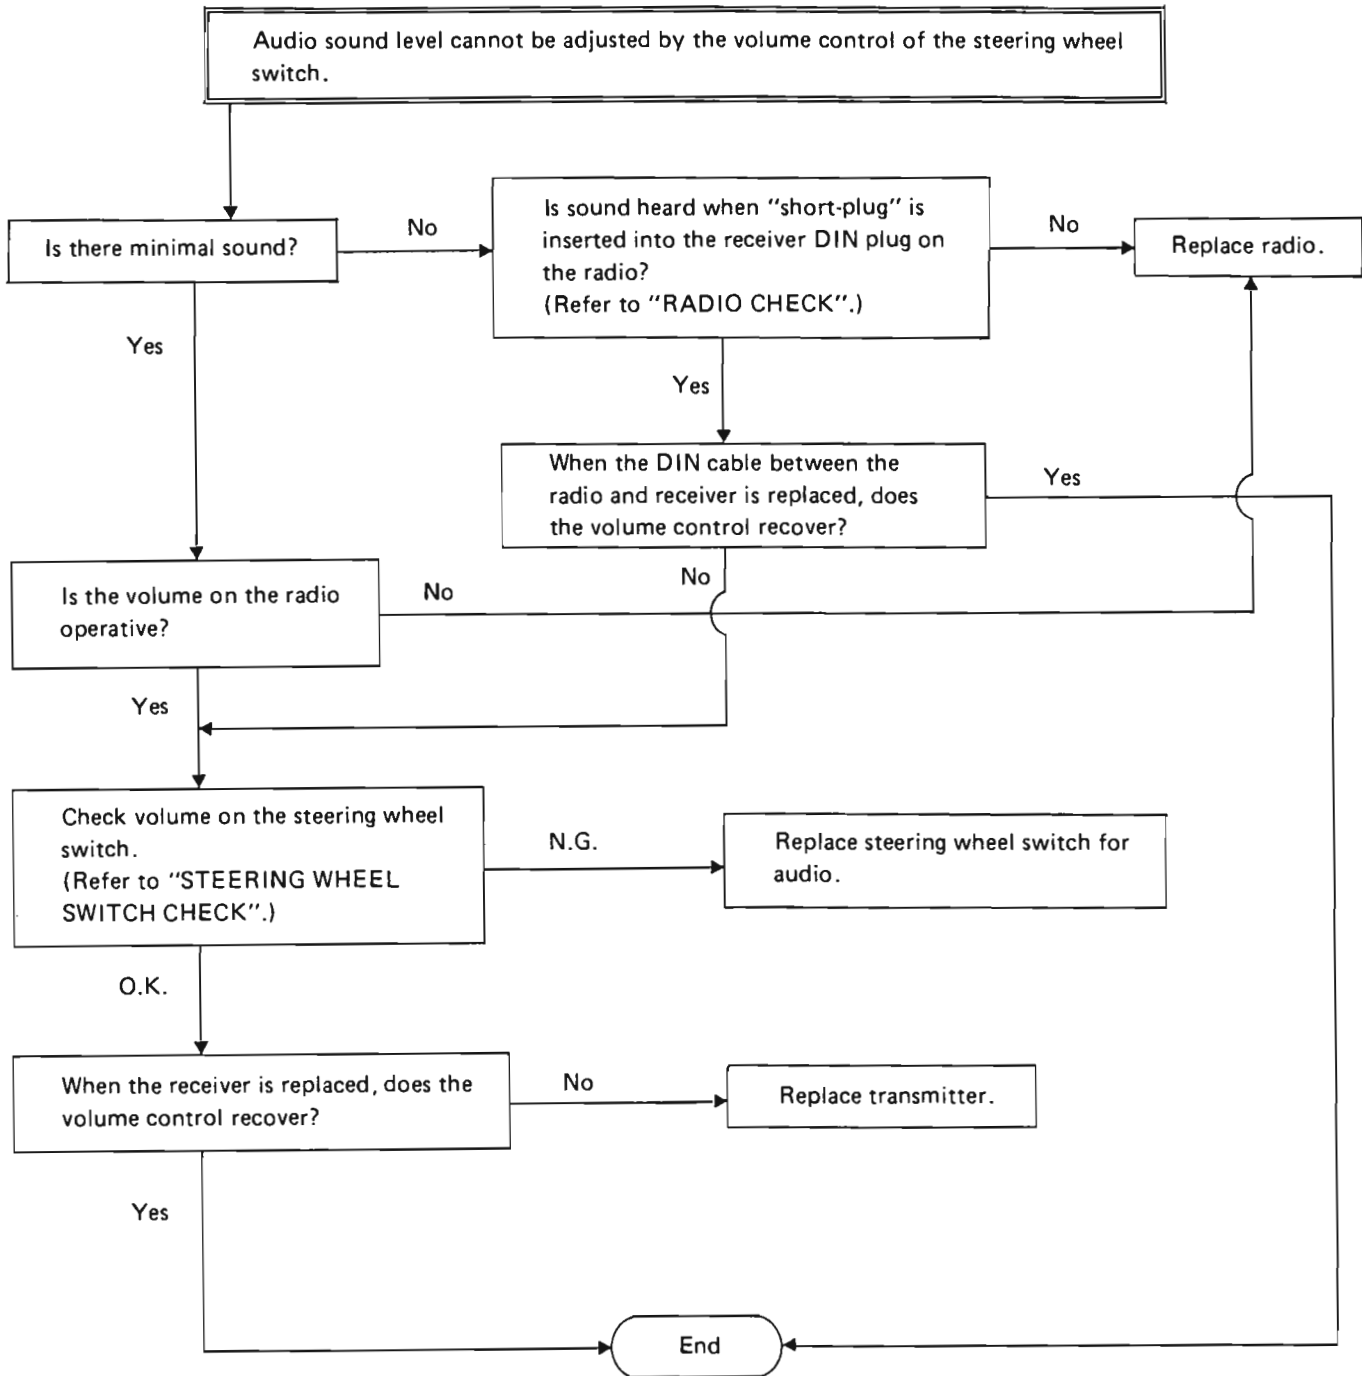 Audio sound level cannot be adjusted by the volume control of the steering wheel
switch.
Is there minimal sound?
No
Is sound heard when "short-plug" is
inserted into the receiver DIN plug on
the radio?
(Refer to "RADIO CHECK".)
No
Replace radio.
Yes
Yes
When the DIN cable between the
radio and receiver is replaced, does
the volume control recover?
Yes
No
Is the volume on the radio
operative?
No
Yes
Check volume on the steering wheel
switch.
(Refer to "STEERING WHEEL
SWITCH CHECK".)
N.G.
Replace steering wheel switch for
audio.
O.K.
When the receiver is replaced, does the
volume control recover?
No
Replace transmitter.
Yes
End